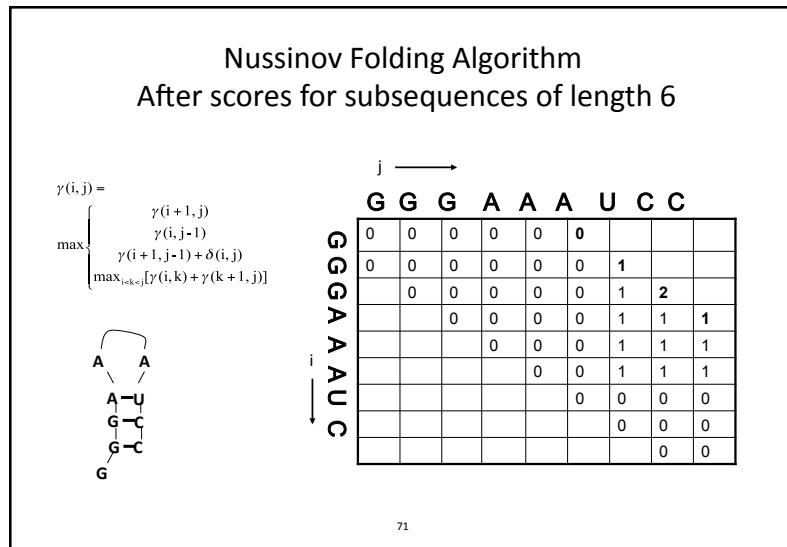 Nussinov Folding Algorithm
After scores for subsequences of length 6
j
γ(i, j) =
max
γ(i+1, j)
γ(i, j-1)
γ(i+1, j-1) + δ(i, j)
max i<k<j [γ(i, k) + γ(k+1, j)]
G G G A A A U C C
G G G A A A U C
i
0 0 0 0 0 0
0 0 0 0 0 0 1
0 0 0 0 0 1 2
0 0 0 0 1 1 1
0 0 0 1 1 1
0 0 1 1 1
0 0 0 0
0 0 0
0 0
A A
A U
G C
G C
G
71